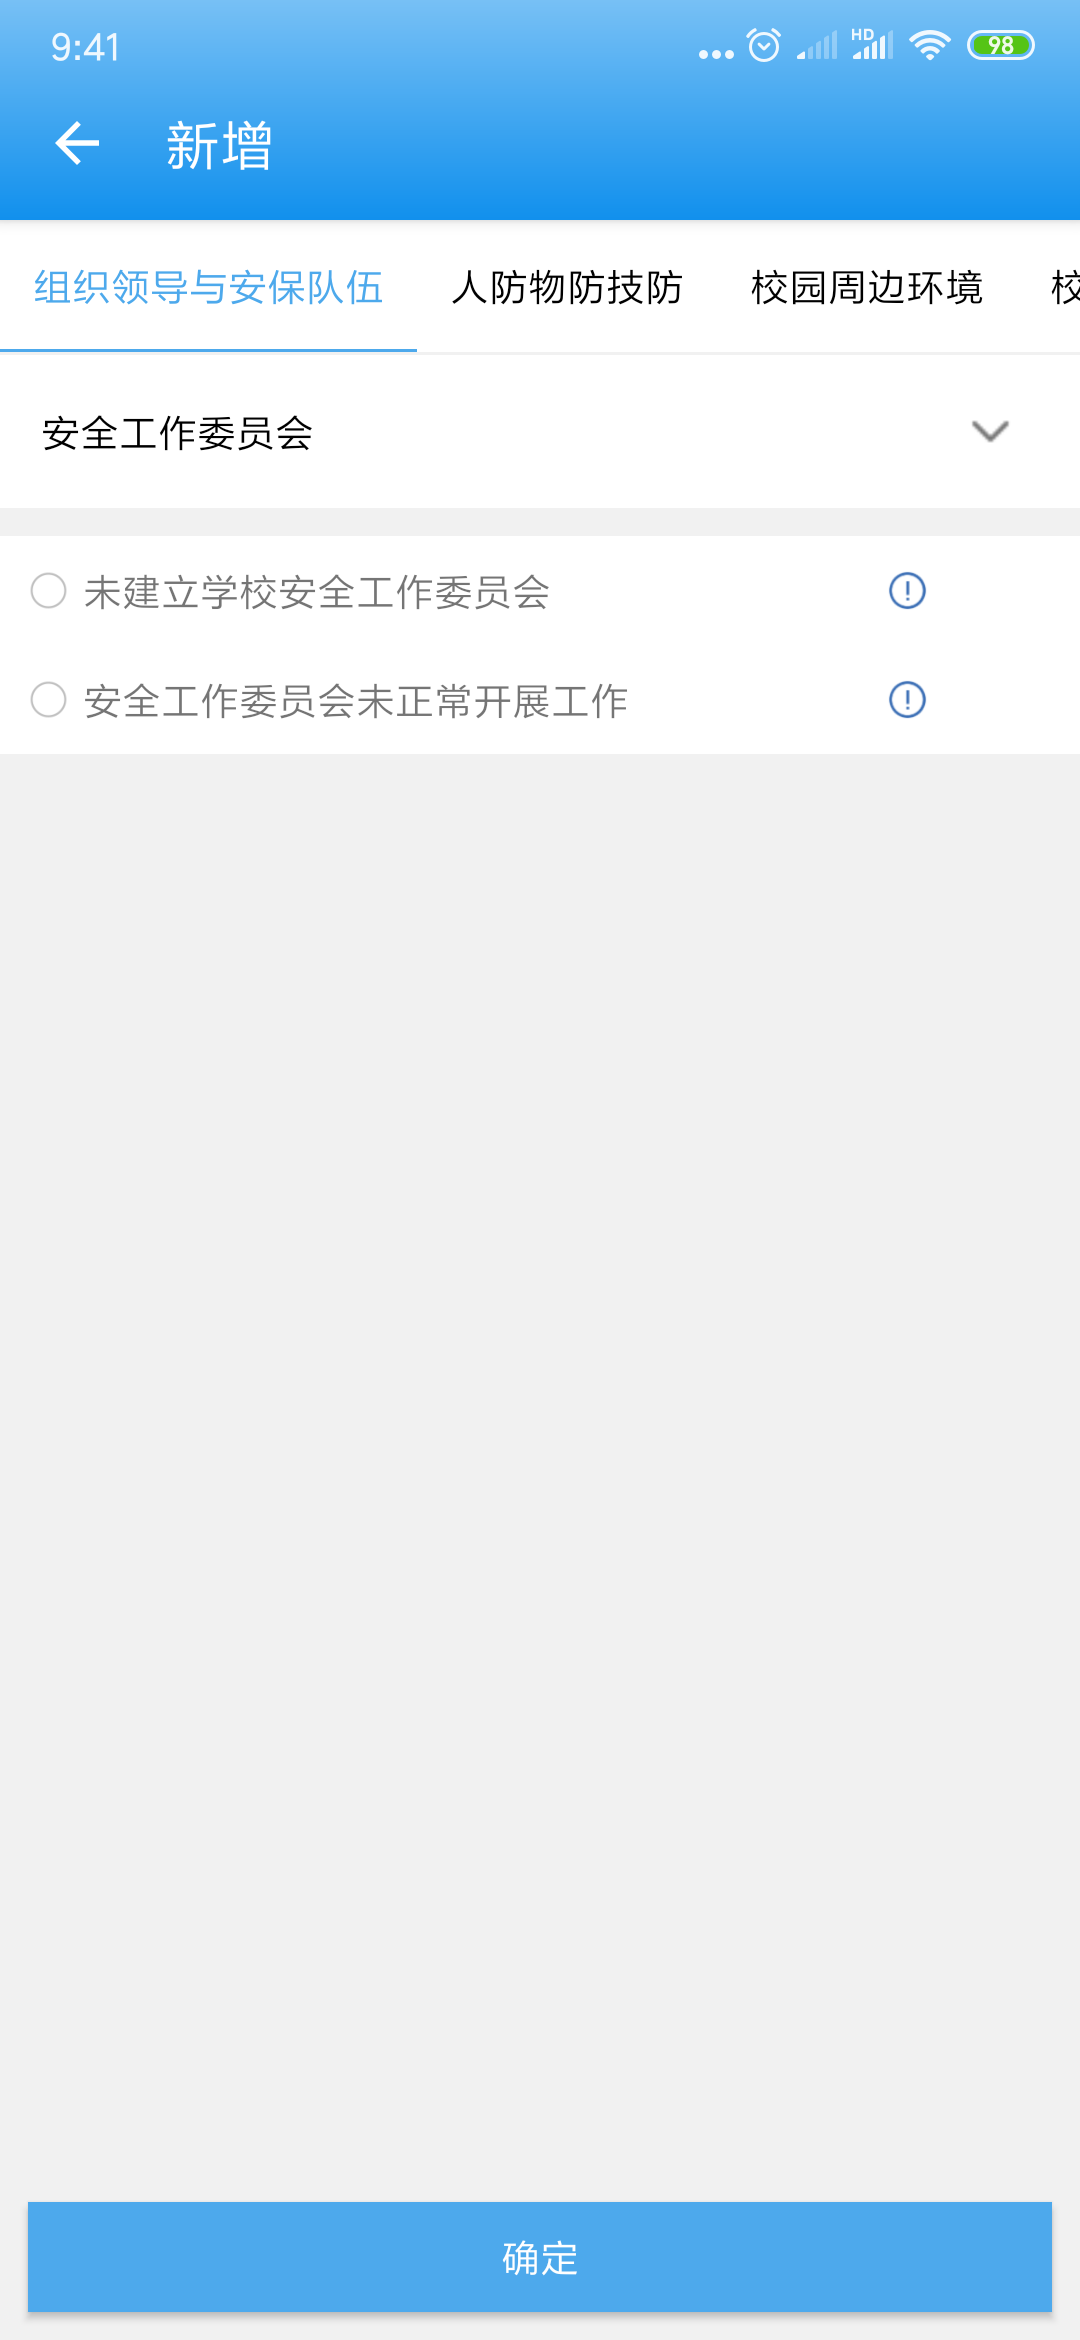 9:41
HD
98
新增
组织领导与安保队伍 人防物防技防 校园周边环境 校
安全工作委员会
未建立学校安全工作委员会
安全工作委员会未正常开展工作
确定